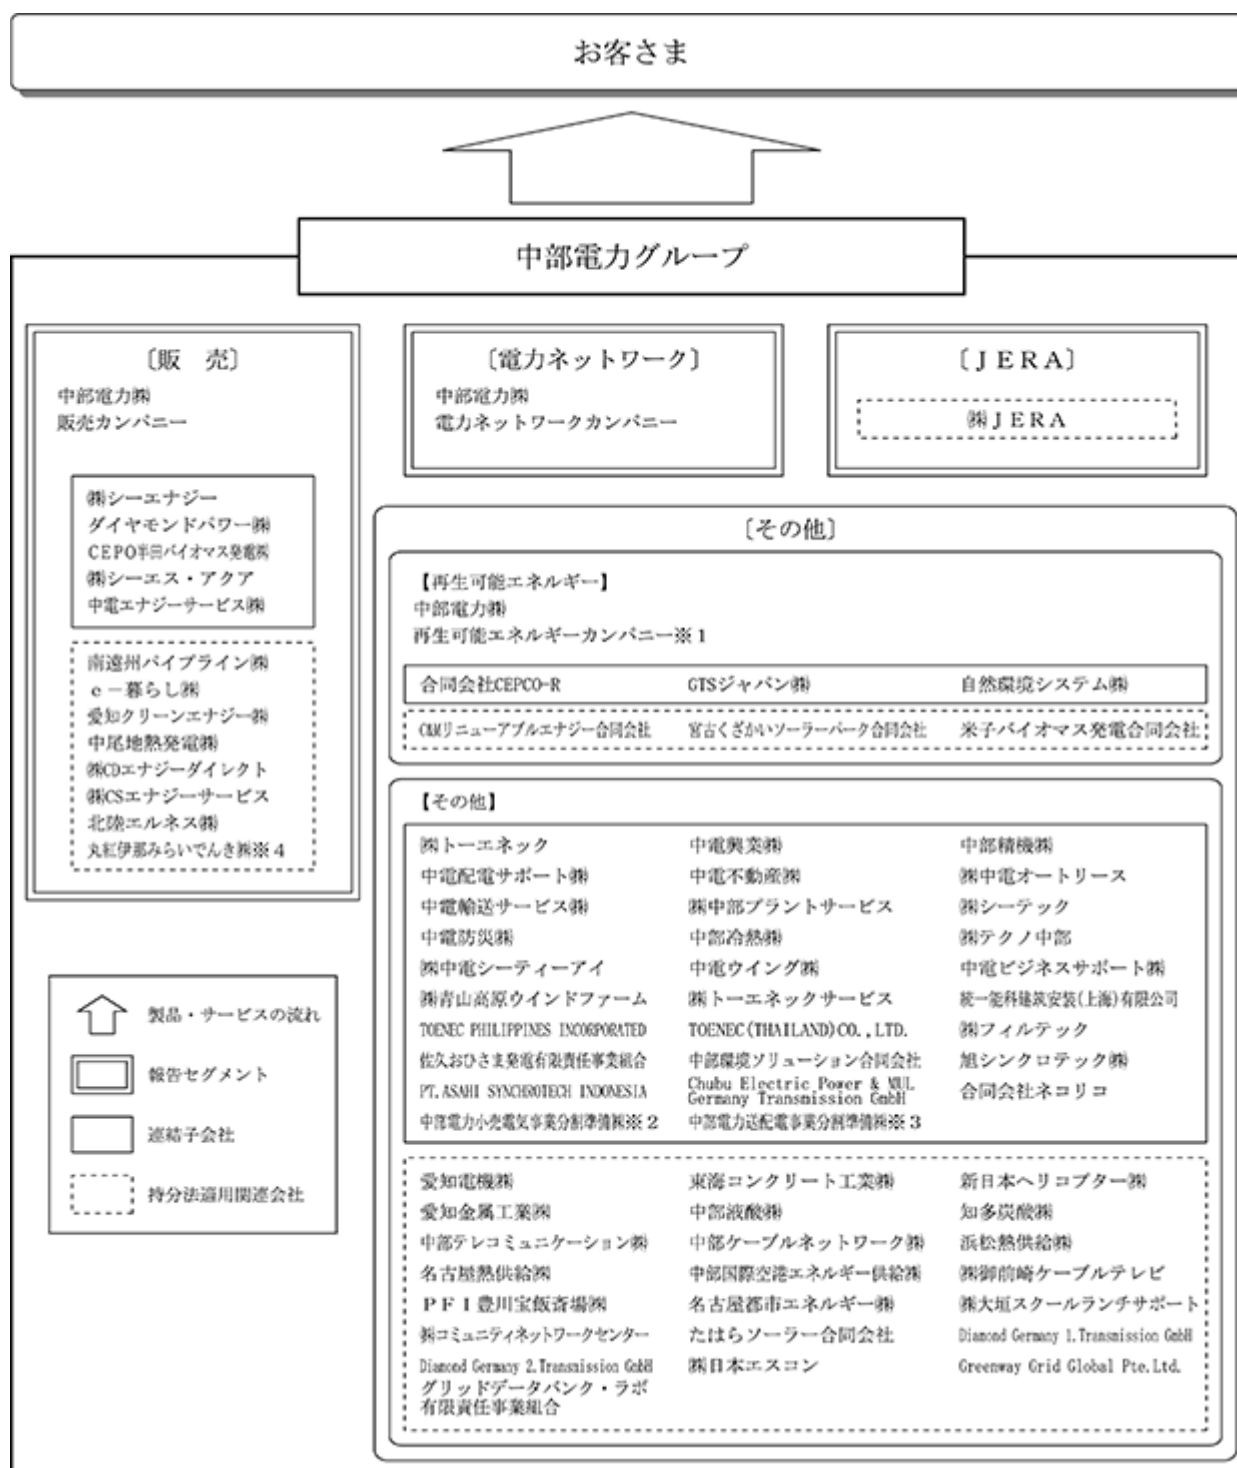 お客さま
中部電力グループ
〔販　売〕
中部電力㈱
販売カンパニー
㈱シーエナジー
ダイヤモンドパワー㈱
CEPO半田バイオマス発電㈱
㈱シーエス・アクア
中電エナジーサービス㈱
南遠州パイプライン㈱
ｅ－暮らし㈱
愛知クリーンエナジー㈱
中尾地熱発電㈱
㈱CDエナジーダイレクト
㈱CSエナジーサービス
北陸エルネス㈱
丸紅伊那みらいでんき㈱※４
〔電力ネットワーク〕
中部電力㈱
電力ネットワークカンパニー
〔ＪＥＲＡ〕
㈱ＪＥＲＡ
〔その他〕
【再生可能エネルギー】
中部電力㈱
再生可能エネルギーカンパニー※１
合同会社CEPCO-R　GTSジャパン㈱　自然環境システム㈱
C&Mリニューアブルエナジー合同会社　宮古くざかいソーラーパーク合同会社　米子バイオマス発電合同会社
【その他】
㈱トーエネック　中電興業㈱　中部精機㈱
中電配電サポート㈱　中電不動産㈱　㈱中電オートリース
中電輸送サービス㈱　㈱中部プラントサービス　㈱シーテック
中電防災㈱　中部冷熱㈱　㈱テクノ中部
㈱中電シーティーアイ　中電ウイング㈱　中電ビジネスサポート㈱
㈱青山高原ウインドファーム　㈱トーエネックサービス　統一能科建筑安装(上海)有限公司
TOENEC PHILIPPINES INCORPORATED　TOENEC(THAILAND)CO.,LTD.　㈱フィルテック
佐久おひさま発電有限責任事業組合　中部環境ソリューション合同会社　旭シンクロテック㈱
PT.ASAHI SYNCHROTECH INDONESIA　Chubu Electric Power & MUL Germany Transmission GmbH　合同会社ネコリコ
中部電力小売電気事業分割準備㈱※２　中部電力送配電事業分割準備㈱※３
愛知電機㈱　東海コンクリート工業㈱　新日本ヘリコプター㈱
愛知金属工業㈱　中部液酸㈱　知多炭酸㈱
中部テレコミュニケーション㈱　中部ケーブルネットワーク㈱　浜松熱供給㈱
名古屋熱供給㈱　中部国際空港エネルギー供給㈱　㈱御前崎ケーブルテレビ
ＰＦＩ豊川宝飯斎場㈱　名古屋都市エネルギー㈱　㈱大垣スクールランチサポート
㈱コミュニティネットワークセンター　たはらソーラー合同会社　Diamond Germany 1.Transmission GmbH
Diamond Germany 2.Transmission GmbH　㈱日本エスコン　Greenway Grid Global Pte.Ltd.
グリッドデータバンク・ラボ
有限責任事業組合
製品・サービスの流れ
報告セグメント
連結子会社
持分法適用関連会社